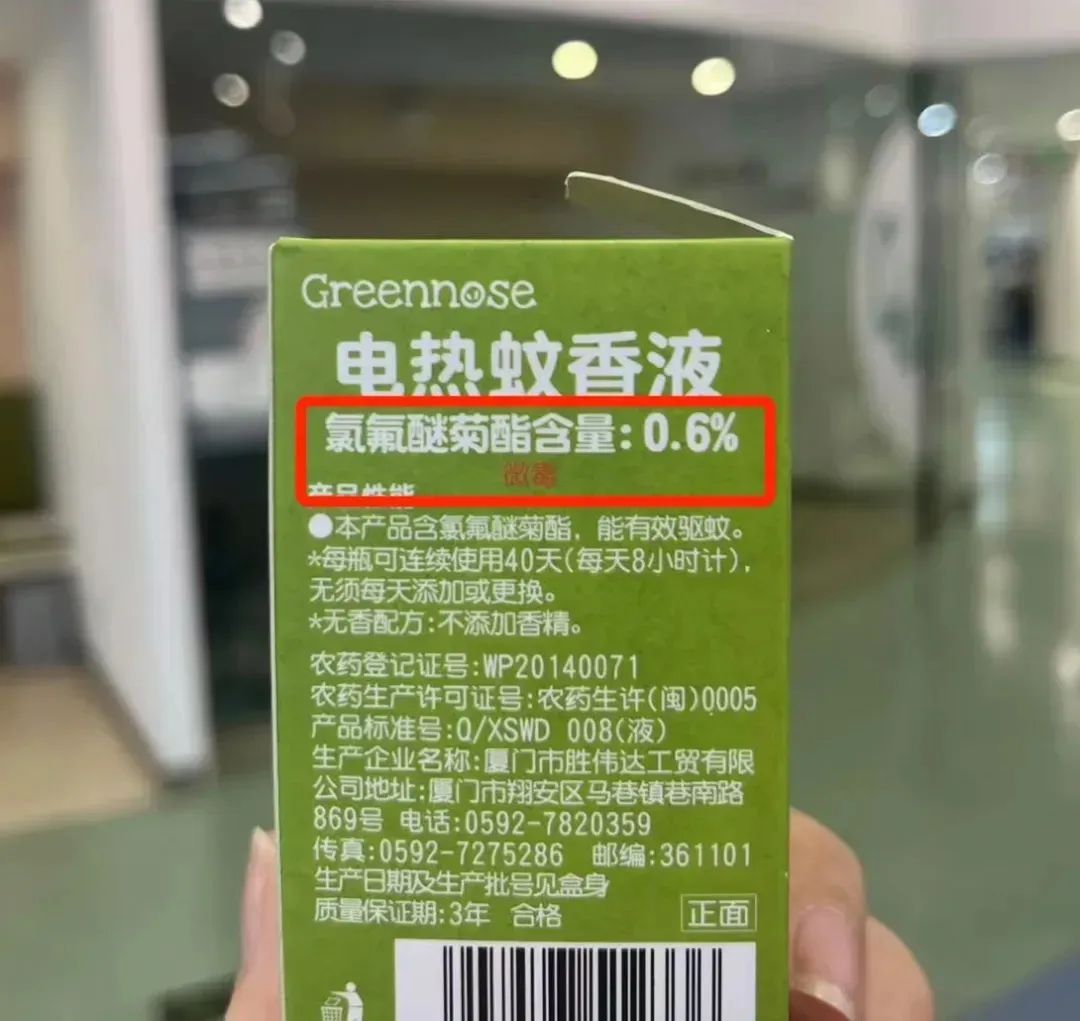 Greennose
电热蚊香液
氯氟醚菊酯含量:0.6%
微毒
产品性能
●本产品含氯氟醚菊酯，能有效驱蚊。
*每瓶可连续使用40天(每天8小时计),
无须每天添加或更换。
*无香配方:不添加香精。
农药登记证号:WP20140071
农药生产许可证号:农药生许(闽)0005
产品标准号:Q/XSWD 008(液)
生产企业名称:厦门市胜伟达工贸有限
公司地址:厦门市翔安区马巷镇巷南路
869号 电话:0592-7820359
传真:0592-7275286 邮编:361101
生产日期及生产批号见盒身
质量保证期:3年 合格
正面